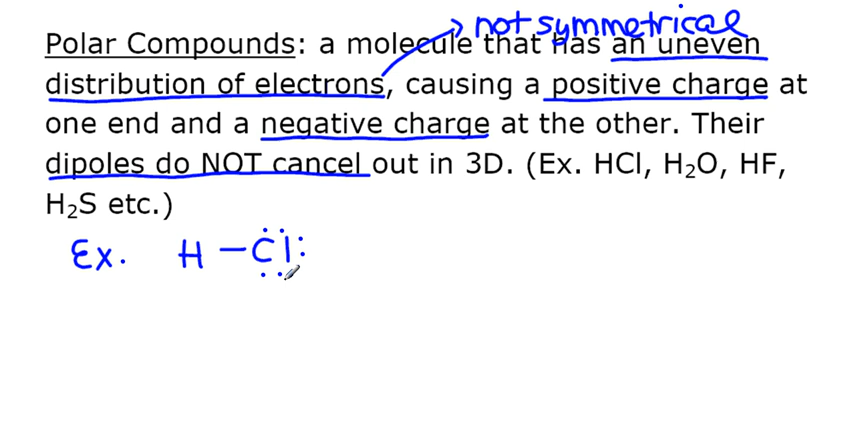 not symmetrical
Polar Compounds: a molecule that has an uneven
distribution of electrons, causing a positive charge at
one end and a negative charge at the other. Their
dipoles do NOT cancel out in 3D. (Ex. HCl, H₂O, HF,
H₂S etc.)
Ex. H – Cl